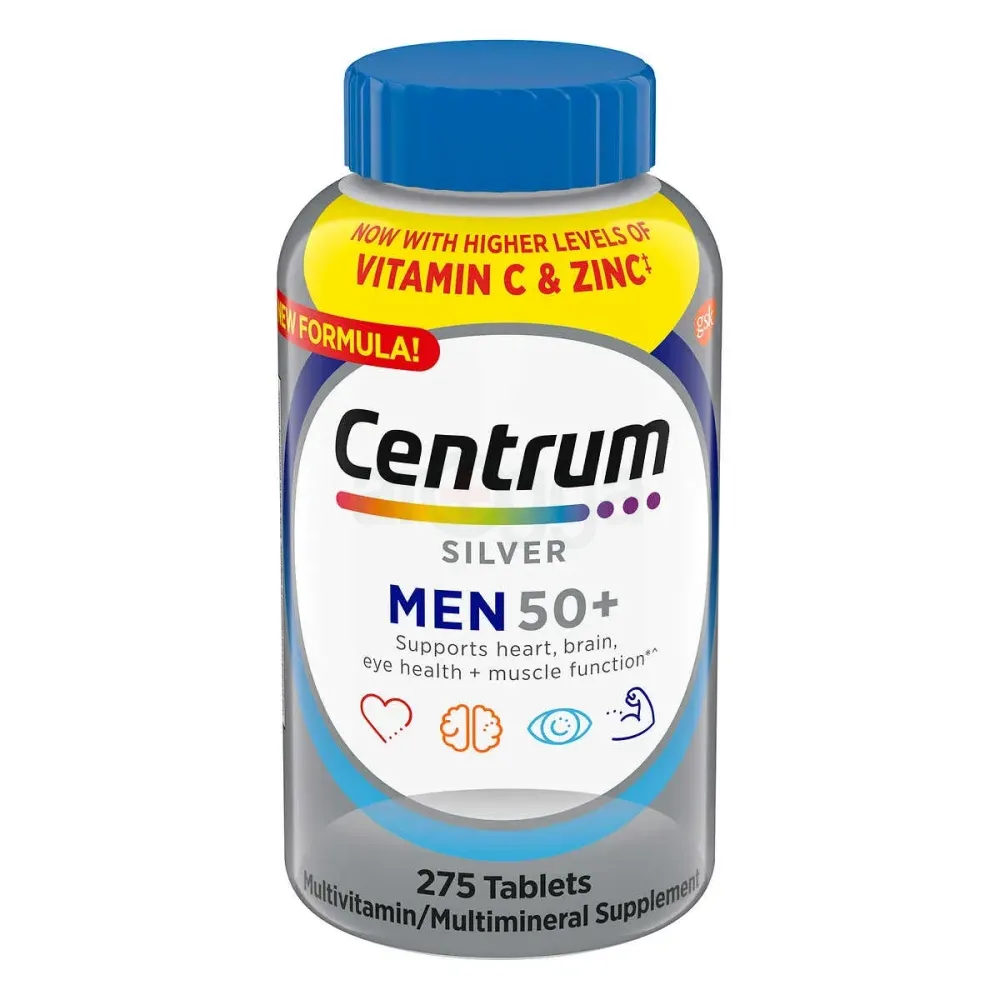 NOW WITH HIGHER LEVELS OF
VITAMIN C & ZINC‡
NEW FORMULA!
gsk
Centrum
SILVER
MEN 50+
Supports heart, brain,
eye health + muscle function*^
275 Tablets
Multivitamin/Multimineral Supplement